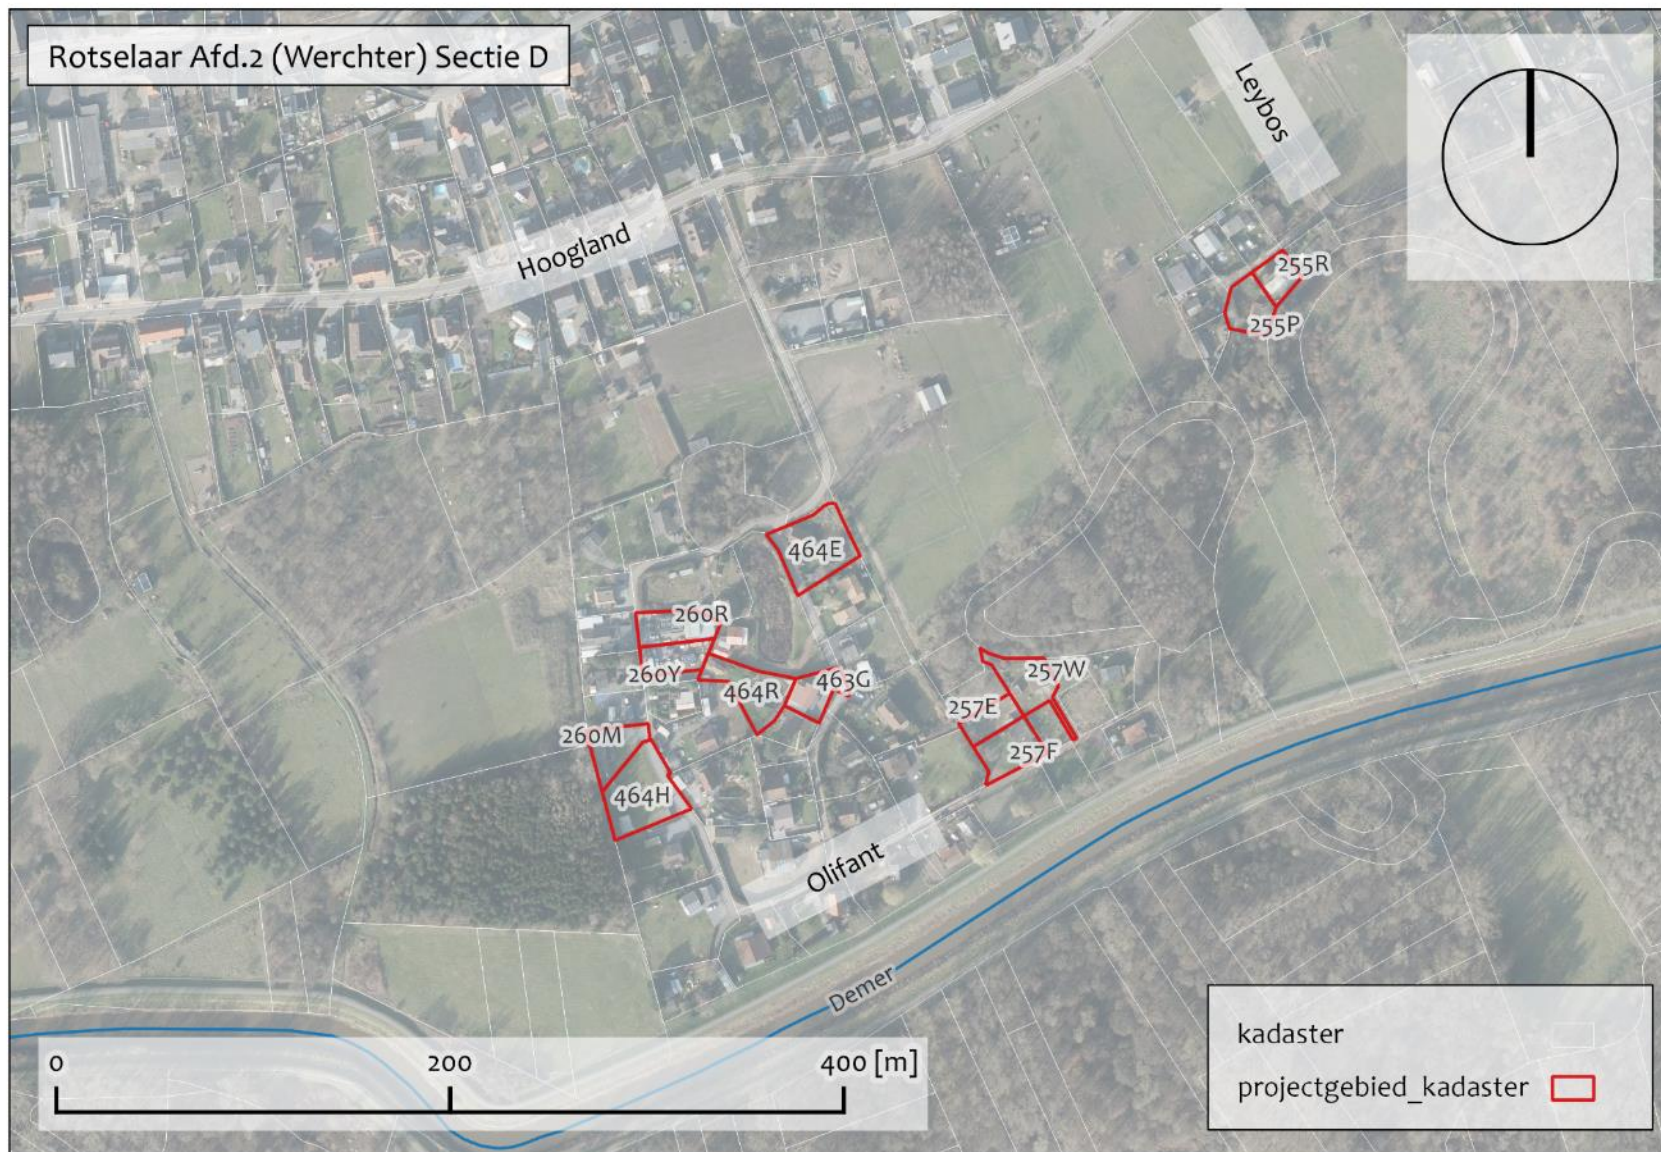 Rotselaar Afd.2 (Werchter) Sectie D
Leybos
Hoogland
255R
255P
464E
260R
260Y
464R
463G
257W
257E
260M
257F
464H
Olifant
Demer
0 200 400 [m]
kadaster
projectgebied_kadaster